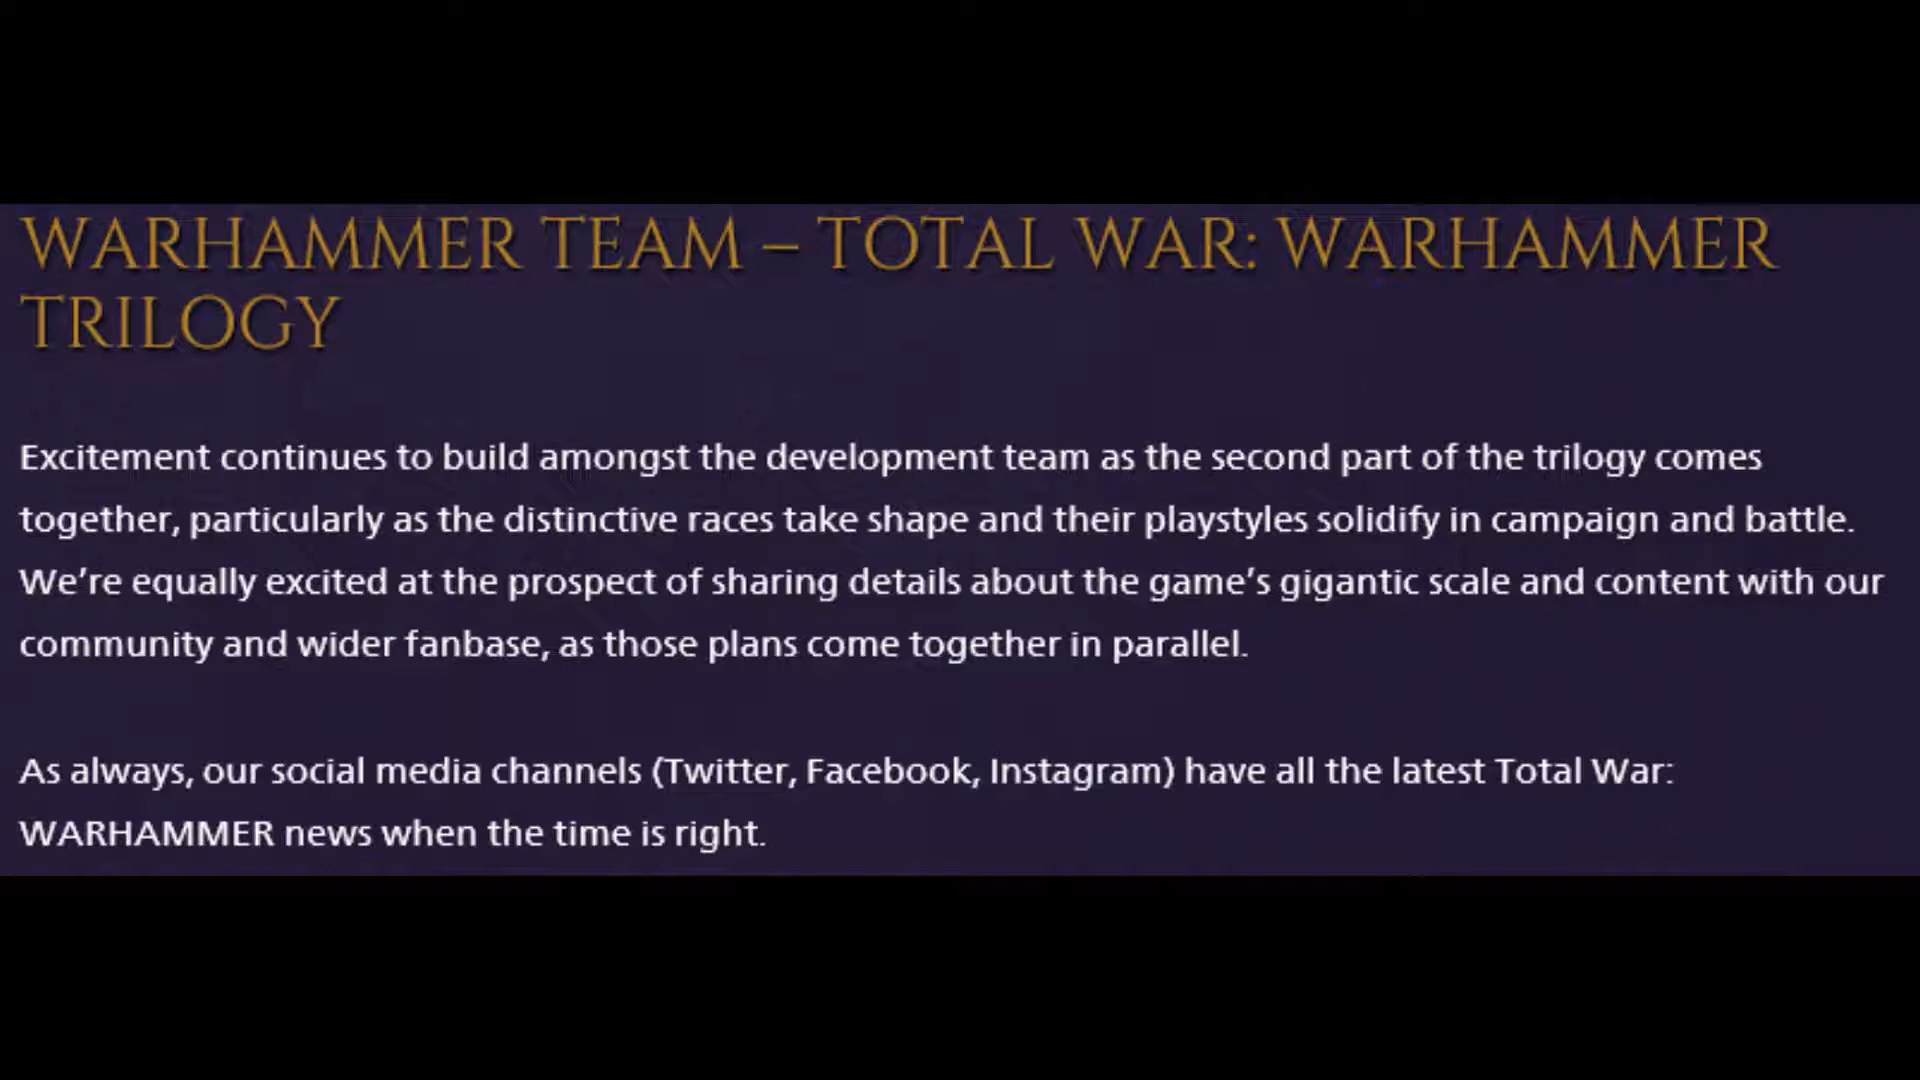 WARHAMMER TEAM – TOTAL WAR: WARHAMMER
TRILOGY
Excitement continues to build amongst the development team as the second part of the trilogy comes
together, particularly as the distinctive races take shape and their playstyles solidify in campaign and battle.
We’re equally excited at the prospect of sharing details about the game’s gigantic scale and content with our
community and wider fanbase, as those plans come together in parallel.
As always, our social media channels (Twitter, Facebook, Instagram) have all the latest Total War:
WARHAMMER news when the time is right.